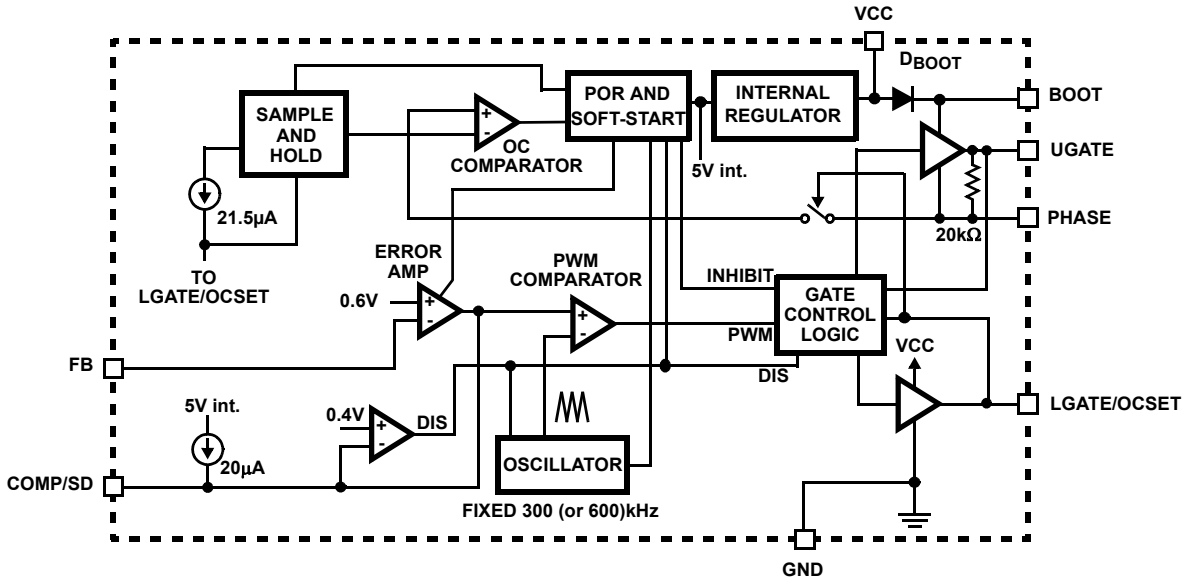 VCC
D_BOOT
BOOT
SAMPLE
AND
HOLD
+
-
OC
COMPARATOR
POR AND
SOFT-START
INTERNAL
REGULATOR
5V int.
UGATE
21.5µA
TO
LGATE/OCSET
20kΩ
PHASE
ERROR
AMP
0.6V
+
-
PWM
COMPARATOR
+
-
INHIBIT
PWM
DIS
GATE
CONTROL
LOGIC
VCC
FB
5V int.
20µA
0.4V
+
-
DIS
OSCILLATOR
FIXED 300 (or 600)kHz
LGATE/OCSET
COMP/SD
GND